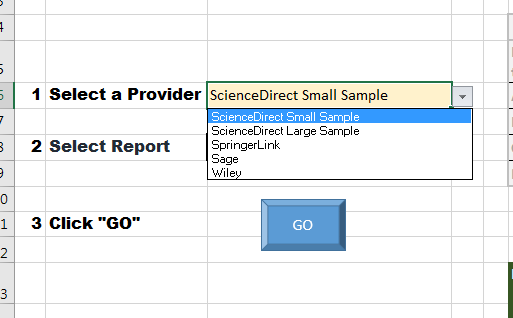 1 Select a Provider ScienceDirect Small Sample
ScienceDirect Small Sample
ScienceDirect Large Sample
SpringerLink
2 Select Report
Sage
Wiley
3 Click "GO"
GO